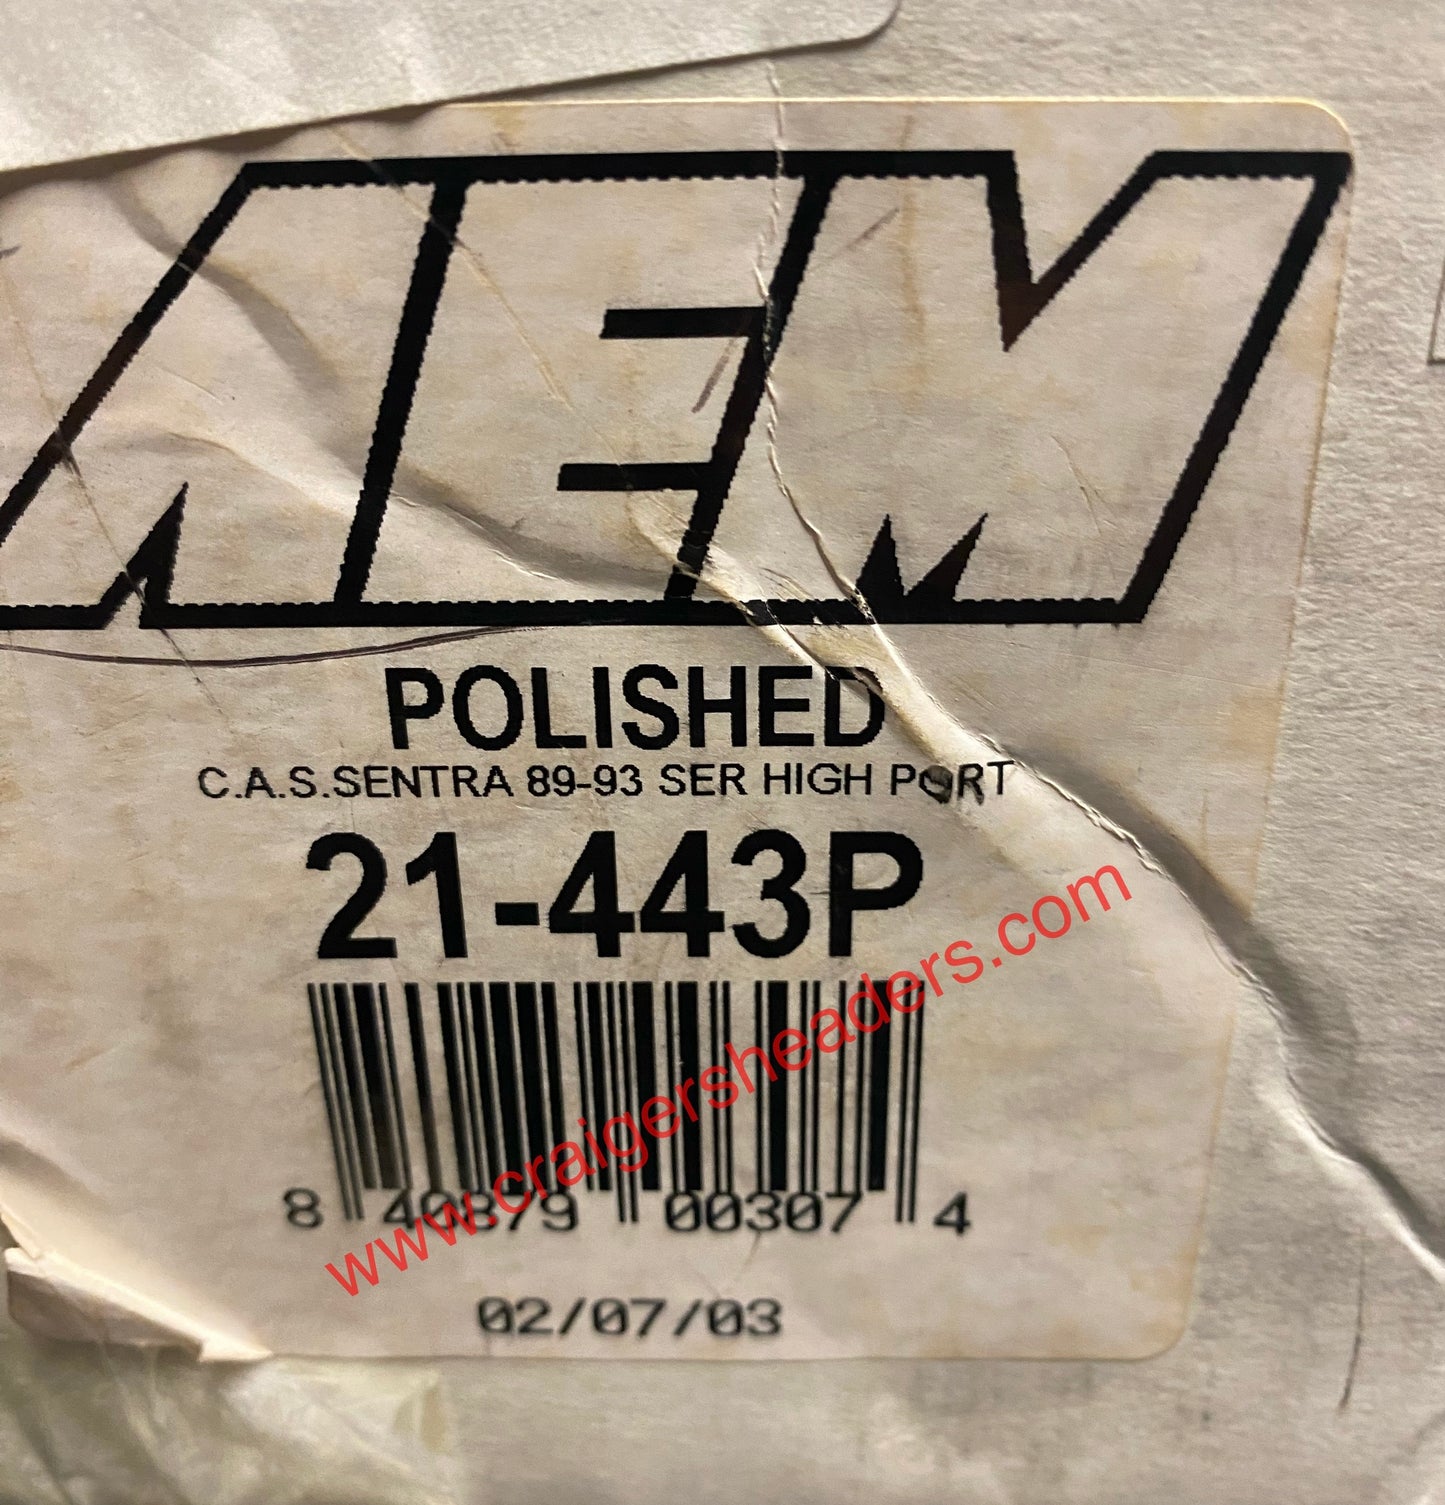 AEM
POLISHED
C.A.S.SENTRA 89-93 SER HIGH PORT
21-443P
www.craigersheaders.com
8 40879 00307 4
02/07/03